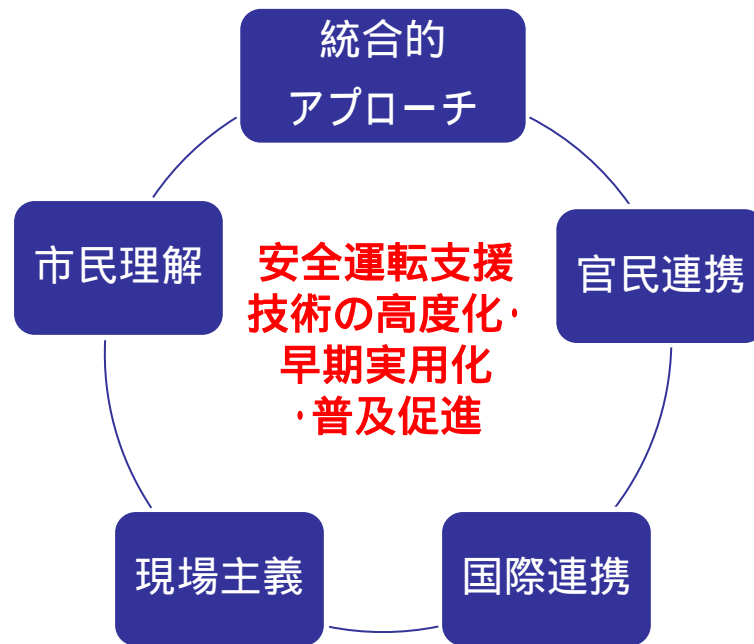 統合的
アプローチ
市民理解
安全運転支援
技術の高度化・
早期実用化
・普及促進
官民連携
現場主義
国際連携